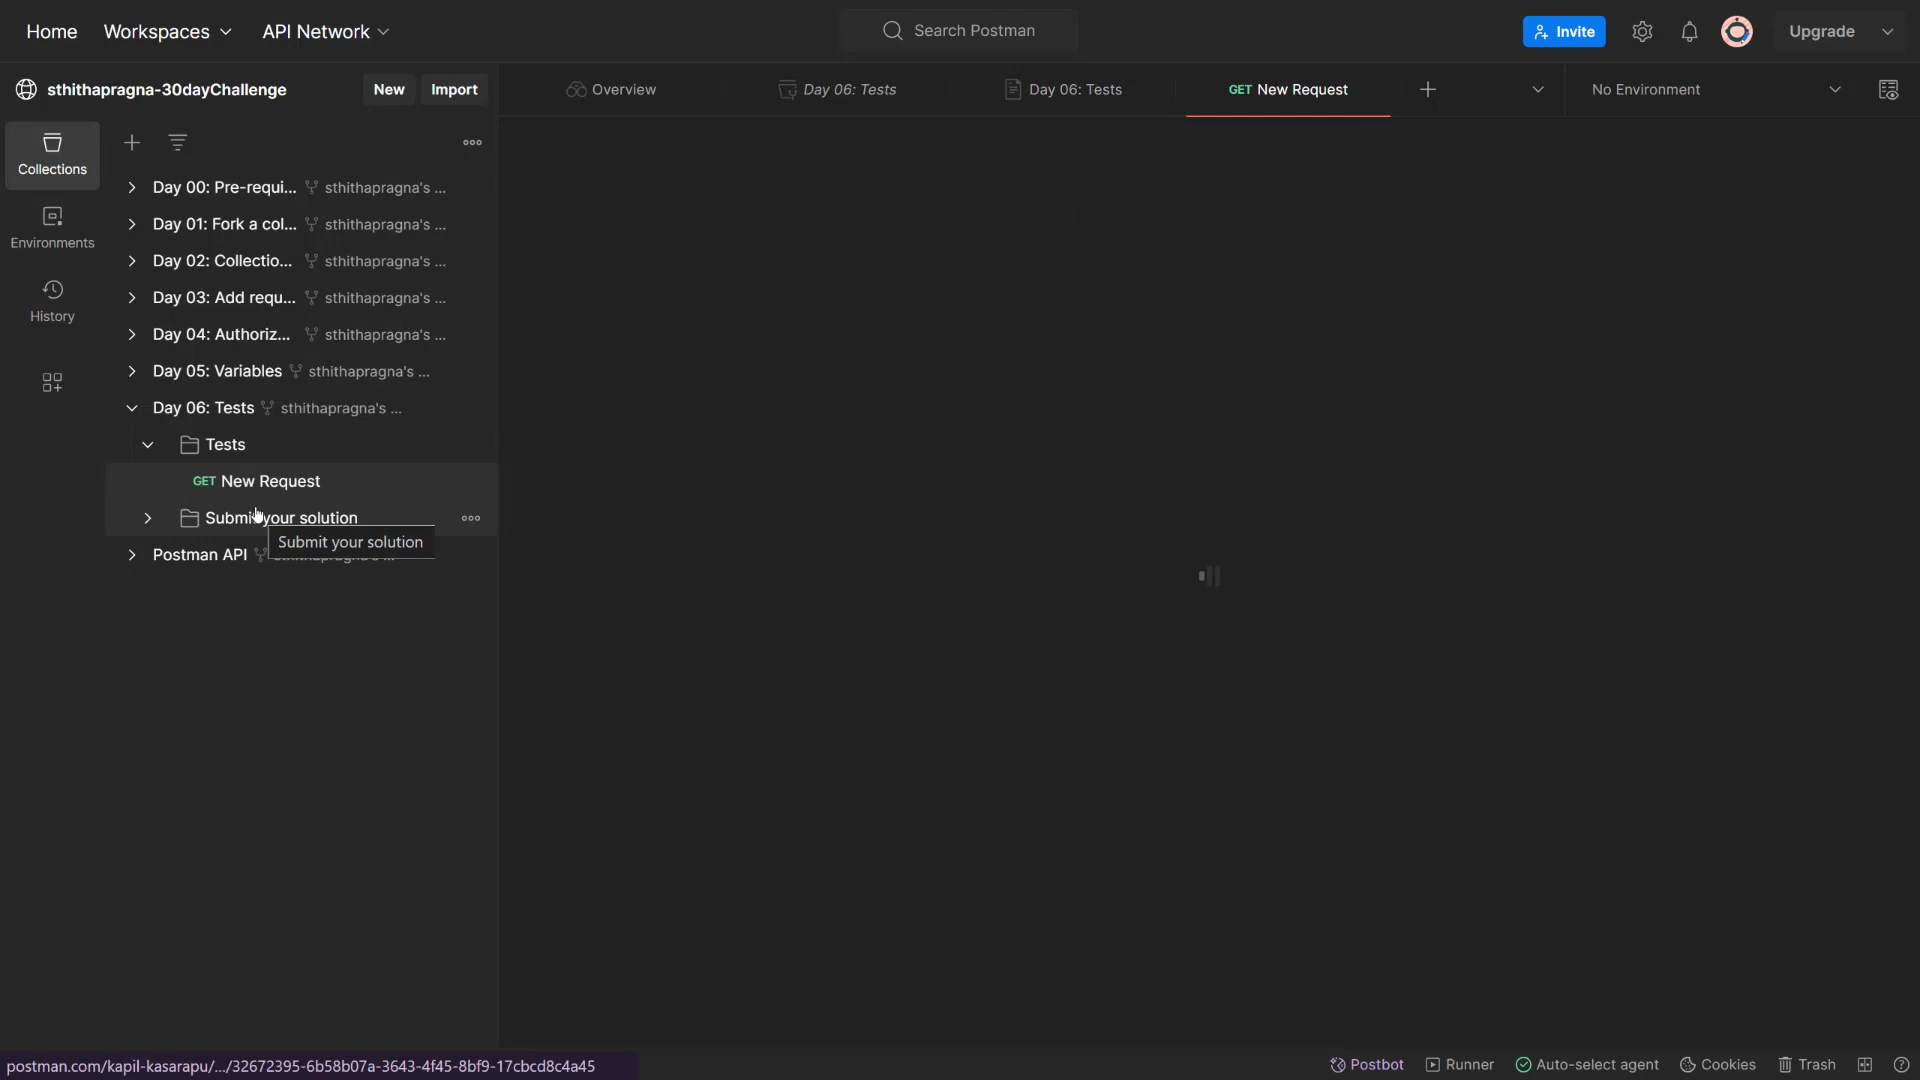 Home Workspaces API Network Search Postman Invite Upgrade
sthithapragna-30dayChallenge New Import Overview Day 06: Tests Day 06: Tests GET New Request No Environment
Collections
Environments
History
Day 00: Pre-requi... sthithapragna's ...
Day 01: Fork a col... sthithapragna's ...
Day 02: Collectio... sthithapragna's ...
Day 03: Add requ... sthithapragna's ...
Day 04: Authoriz... sthithapragna's ...
Day 05: Variables sthithapragna's ...
Day 06: Tests sthithapragna's ...
Tests
GET New Request
Submit your solution
Submit your solution
Postman API
postman.com/kapil-kasarapu/.../32672395-6b58b07a-3643-4f45-8bf9-17cbcd8c4a45
Postbot Runner Auto-select agent Cookies Trash